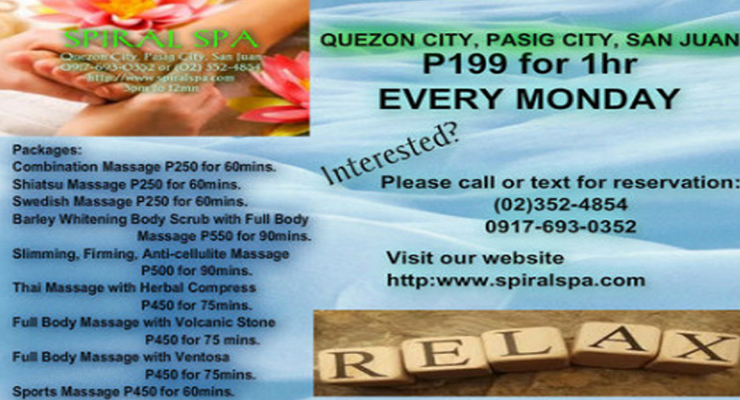 SPIRAL SPA
Quezon City, Pasig City, San Juan
0917-693-0352 or (02) 352-4854
http://www.spiralspa.com
3pm to 12mn
Packages:
Combination Massage P250 for 60mins.
Shiatsu Massage P250 for 60mins.
Swedish Massage P250 for 60mins.
Barley Whitening Body Scrub with Full Body
Massage P550 for 90mins.
Slimming, Firming, Anti-cellulite Massage
P500 for 90mins.
Thai Massage with Herbal Compress
P450 for 75mins.
Full Body Massage with Volcanic Stone
P450 for 75 mins.
Full Body Massage with Ventosa
P450 for 75mins.
Sports Massage P450 for 60mins.
QUEZON CITY, PASIG CITY, SAN JUAN
P199 for 1hr
EVERY MONDAY
Interested?
Please call or text for reservation:
(02)352-4854
0917-693-0352
Visit our website
http:www.spiralspa.com
RELAX